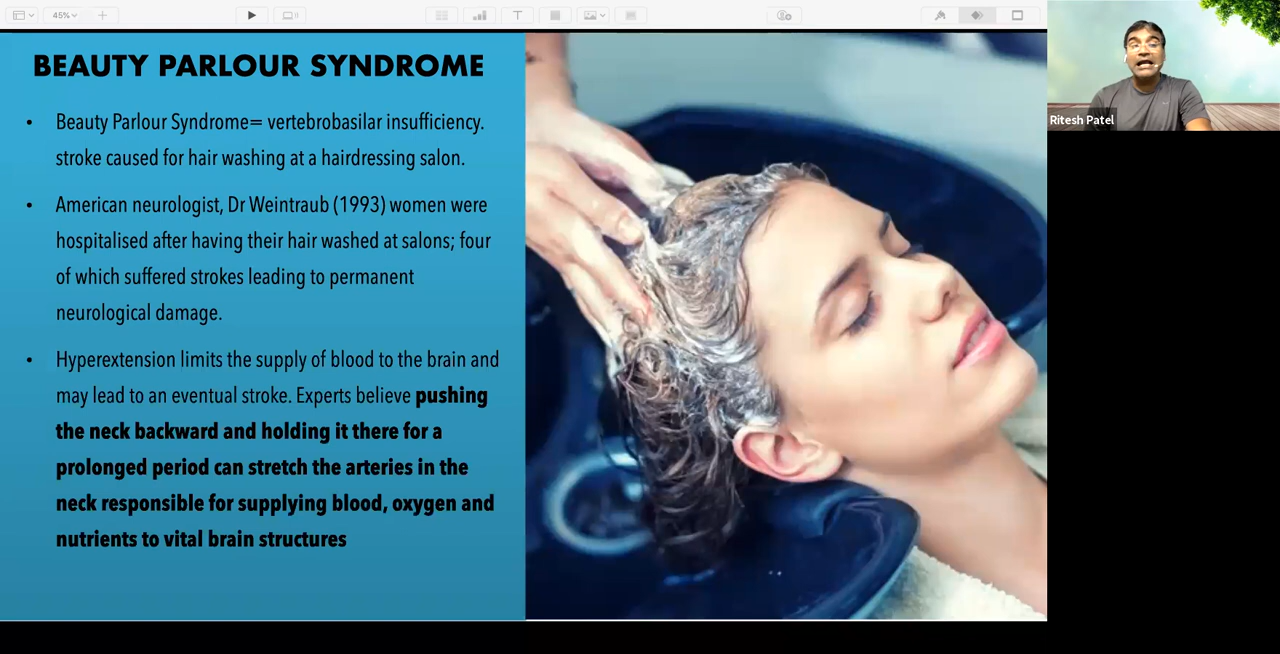 45%
BEAUTY PARLOUR SYNDROME
• Beauty Parlour Syndrome= vertebrobasilar insufficiency.
stroke caused for hair washing at a hairdressing salon.
• American neurologist, Dr Weintraub (1993) women were
hospitalised after having their hair washed at salons; four
of which suffered strokes leading to permanent
neurological damage.
• Hyperextension limits the supply of blood to the brain and
may lead to an eventual stroke. Experts believe pushing
the neck backward and holding it there for a
prolonged period can stretch the arteries in the
neck responsible for supplying blood, oxygen and
nutrients to vital brain structures
Ritesh Patel